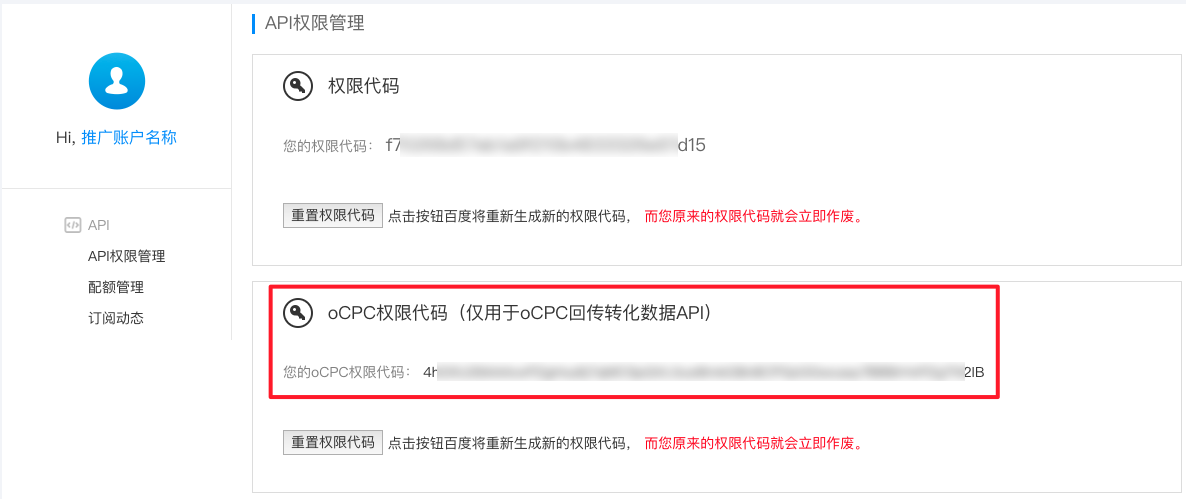 API权限管理
Hi, 推广账户名称
API
API权限管理
配额管理
订阅动态
权限代码
您的权限代码： f7 d15
重置权限代码 点击按钮百度将重新生成新的权限代码， 而您原来的权限代码就会立即作废。
oCPC权限代码（仅用于oCPC回传转化数据API）
您的oCPC权限代码： 4h 2lB
重置权限代码 点击按钮百度将重新生成新的权限代码， 而您原来的权限代码就会立即作废。